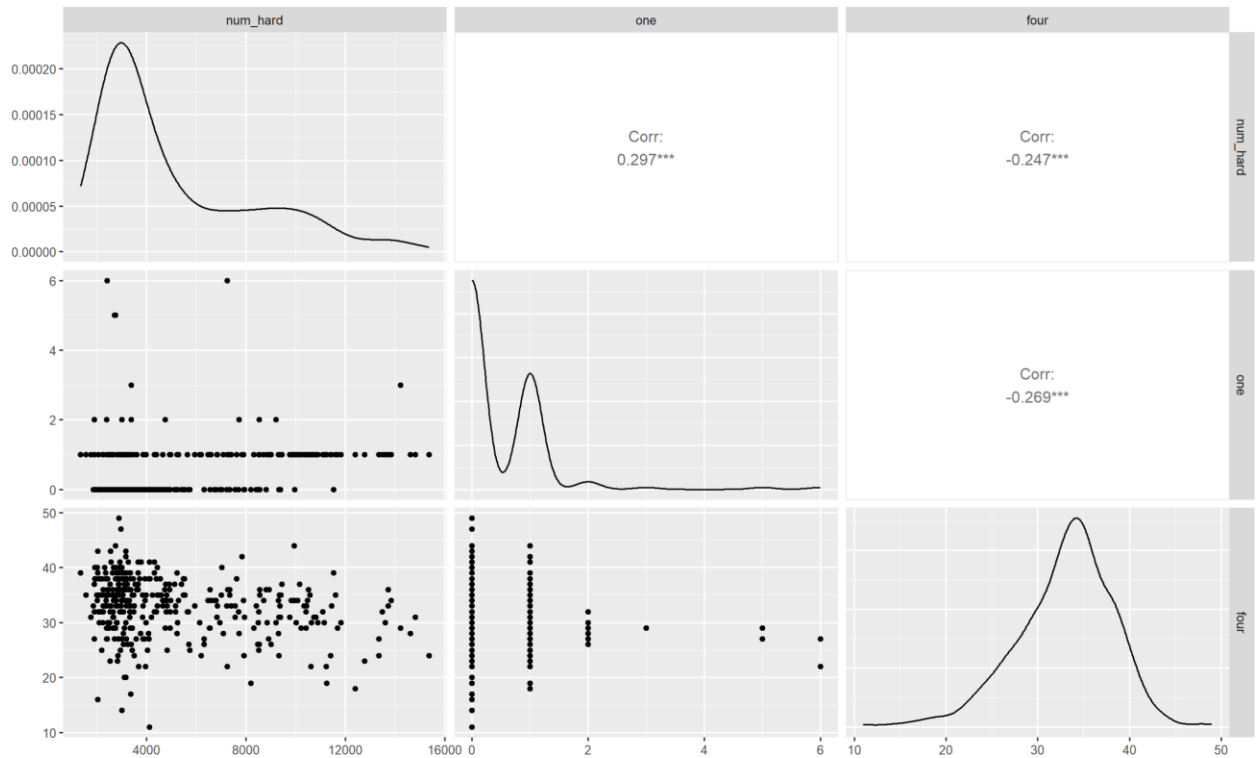 num_hard one four
0.00020
0.00015
0.00010
0.00005
0.00000
Corr:
0.297***
Corr:
-0.247***
num_hard
6
4
2
0
Corr:
-0.269***
one
50
40
30
20
10
four
4000 8000 12000 16000 0 2 4 6 10 20 30 40 50